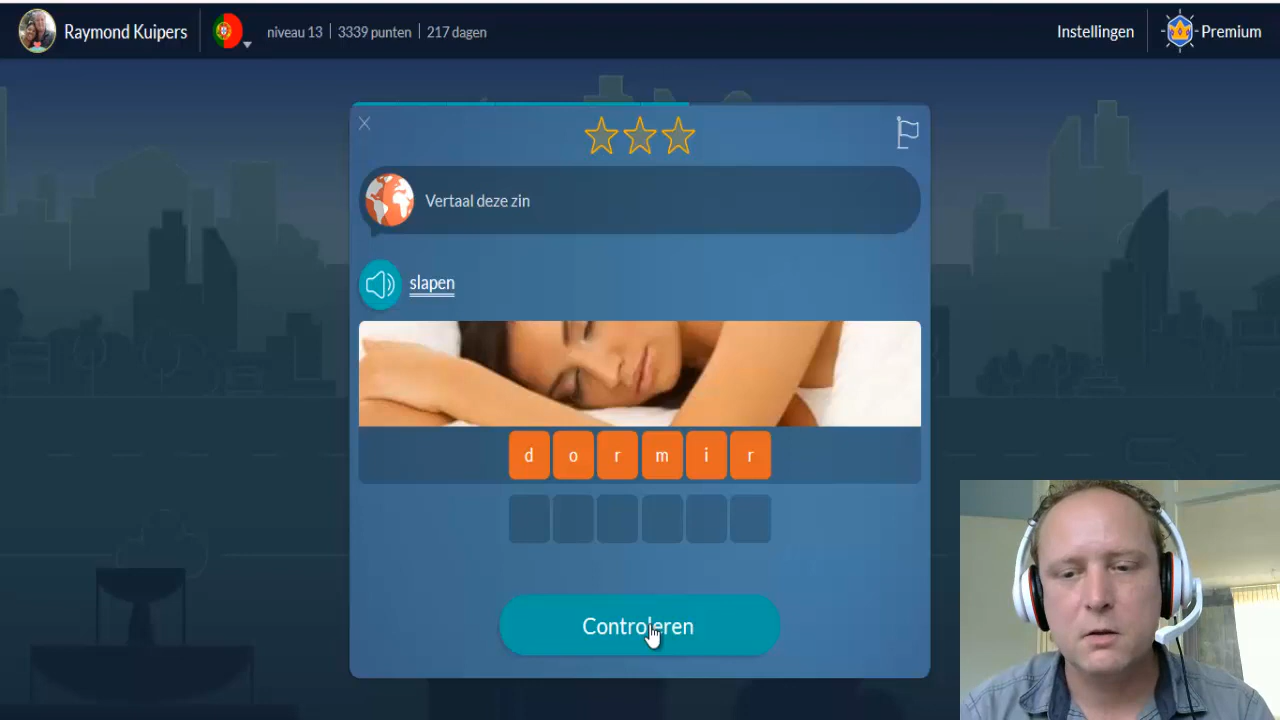 Raymond Kuipers niveau 13 3339 punten 217 dagen Instellingen Premium
Vertaal deze zin
slapen
d o r m i r
Controleren